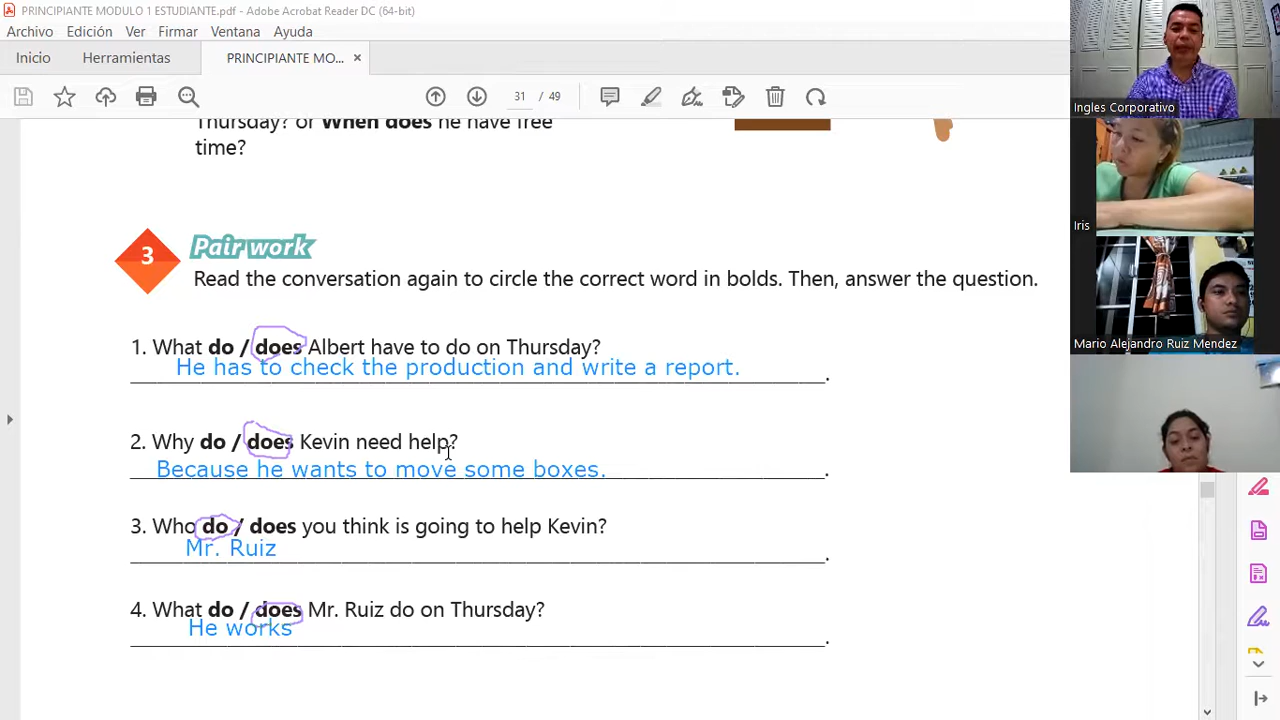 PRINCIPIANTE MODULO 1 ESTUDIANTE.pdf - Adobe Acrobat Reader DC (64-bit)
Archivo Edición Ver Firmar Ventana Ayuda
Inicio Herramientas PRINCIPIANTE MO... ×
31 / 49
Thursday? or When does he have free
time?
3 Pair work
Read the conversation again to circle the correct word in bolds. Then, answer the question.
1. What do / does Albert have to do on Thursday?
He has to check the production and write a report.
2. Why do / does Kevin need help?
Because he wants to move some boxes.
3. Who do / does you think is going to help Kevin?
Mr. Ruiz
4. What do / does Mr. Ruiz do on Thursday?
He works
Ingles Corporativo
Iris
Mario Alejandro Ruiz Mendez